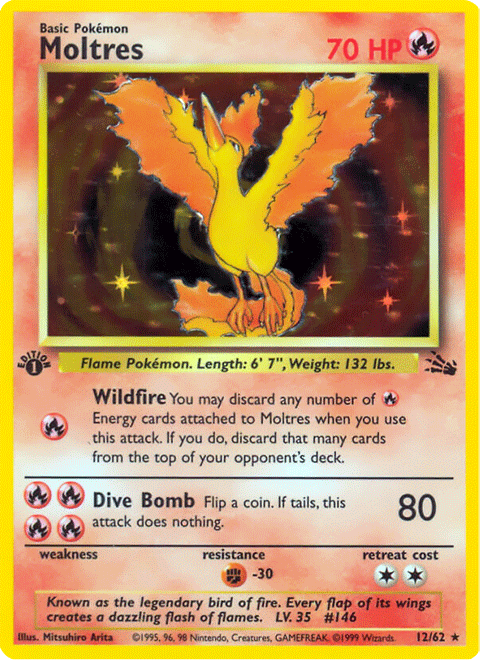 Basic Pokémon
Moltres 70 HP
EDITION
1
Flame Pokémon. Length: 6' 7", Weight: 132 lbs.
Wildfire You may discard any number of
Energy cards attached to Moltres when you use
this attack. If you do, discard that many cards
from the top of your opponent's deck.
Dive Bomb Flip a coin. If tails, this
attack does nothing.
80
weakness resistance retreat cost
-30
Known as the legendary bird of fire. Every flap of its wings
creates a dazzling flash of flames. LV. 35 #146
Illus. Mitsuhiro Arita ©1995, 96, 98 Nintendo, Creatures, GAMEFREAK. ©1999 Wizards. 12/62